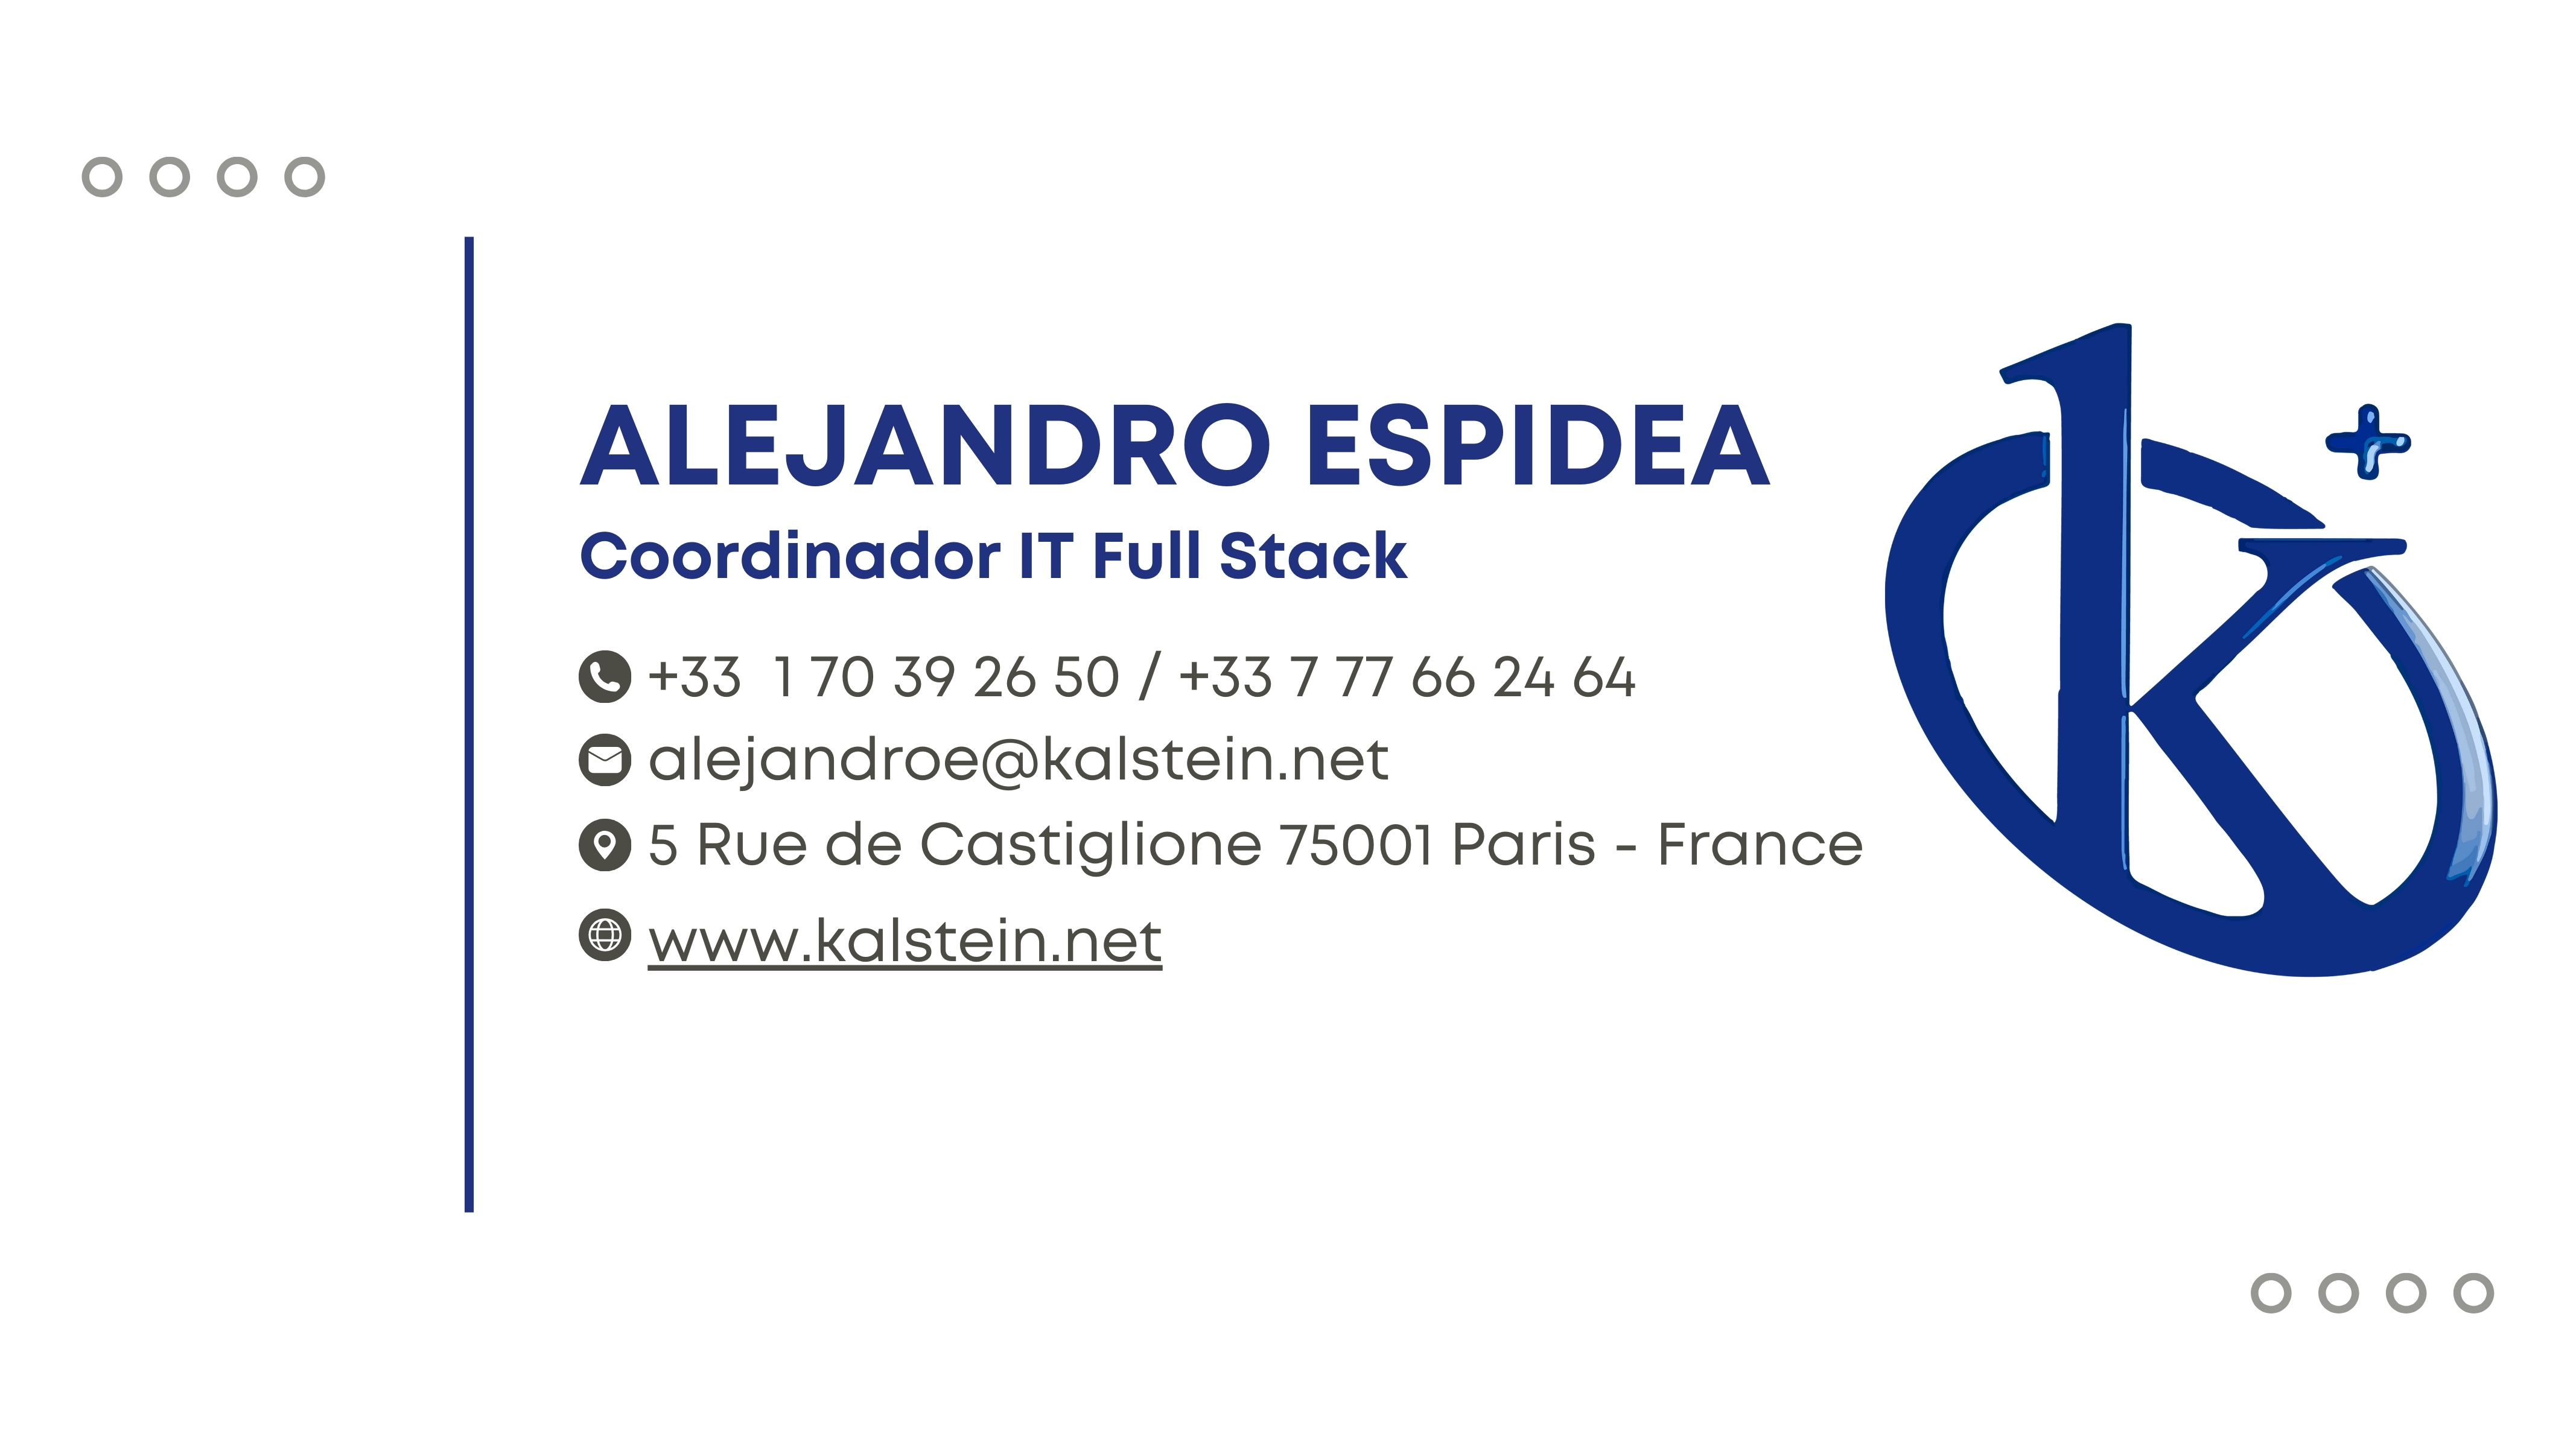 ALEJANDRO ESPIDEA
Coordinador IT Full Stack
+33  1 70 39 26 50 / +33 7 77 66 24 64
alejandroe@kalstein.net
5 Rue de Castiglione 75001 Paris - France
www.kalstein.net
k+